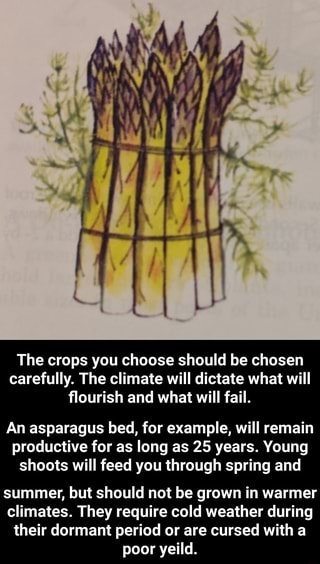 The crops you choose should be chosen
carefully. The climate will dictate what will
flourish and what will fail.
An asparagus bed, for example, will remain
productive for as long as 25 years. Young
shoots will feed you through spring and
summer, but should not be grown in warmer
climates. They require cold weather during
their dormant period or are cursed with a
poor yeild.